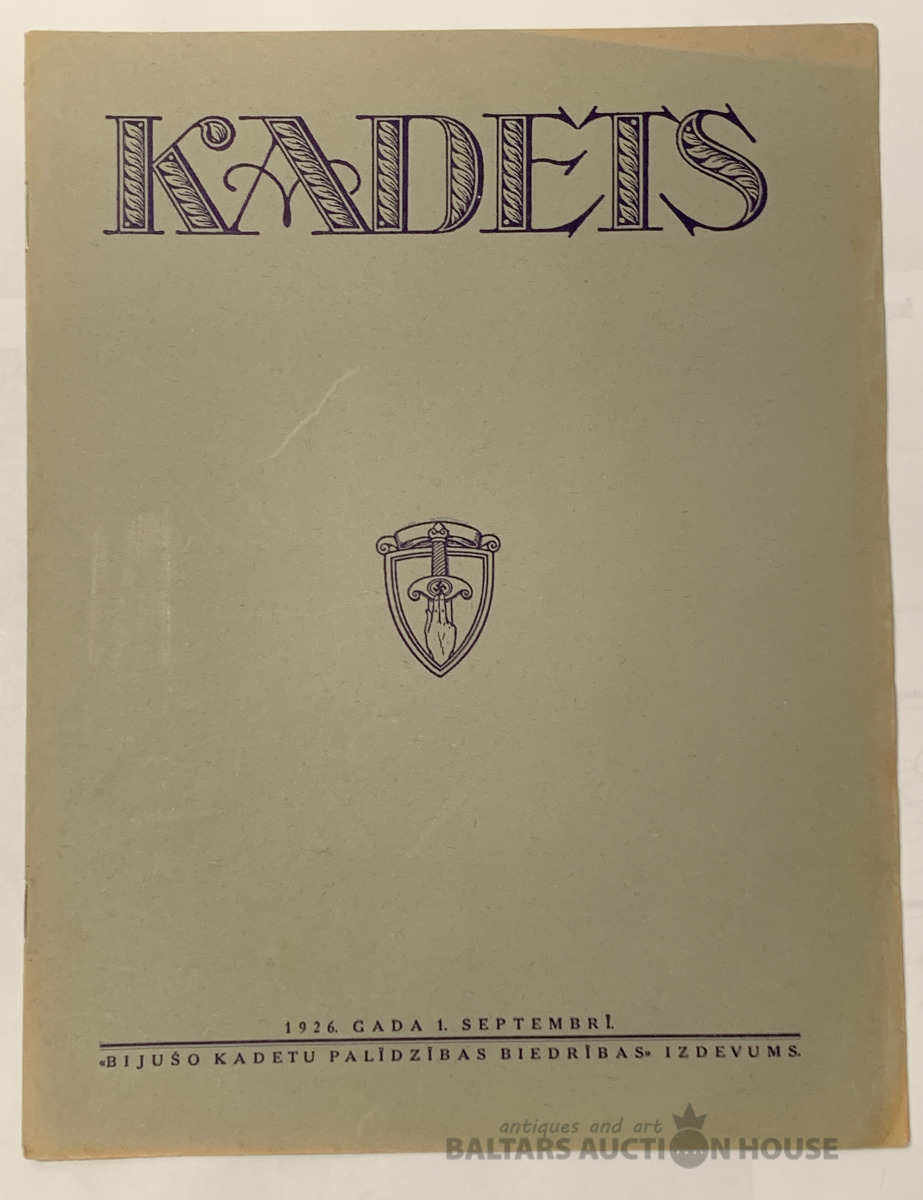 KADETS
1926. GADA 1. SEPTEMBRĪ.
«BIJUŠO KADETU PALĪDZĪBAS BIEDRĪBAS» IZDEVUMS.
antiques and art
BALTARS AUCTION HOUSE